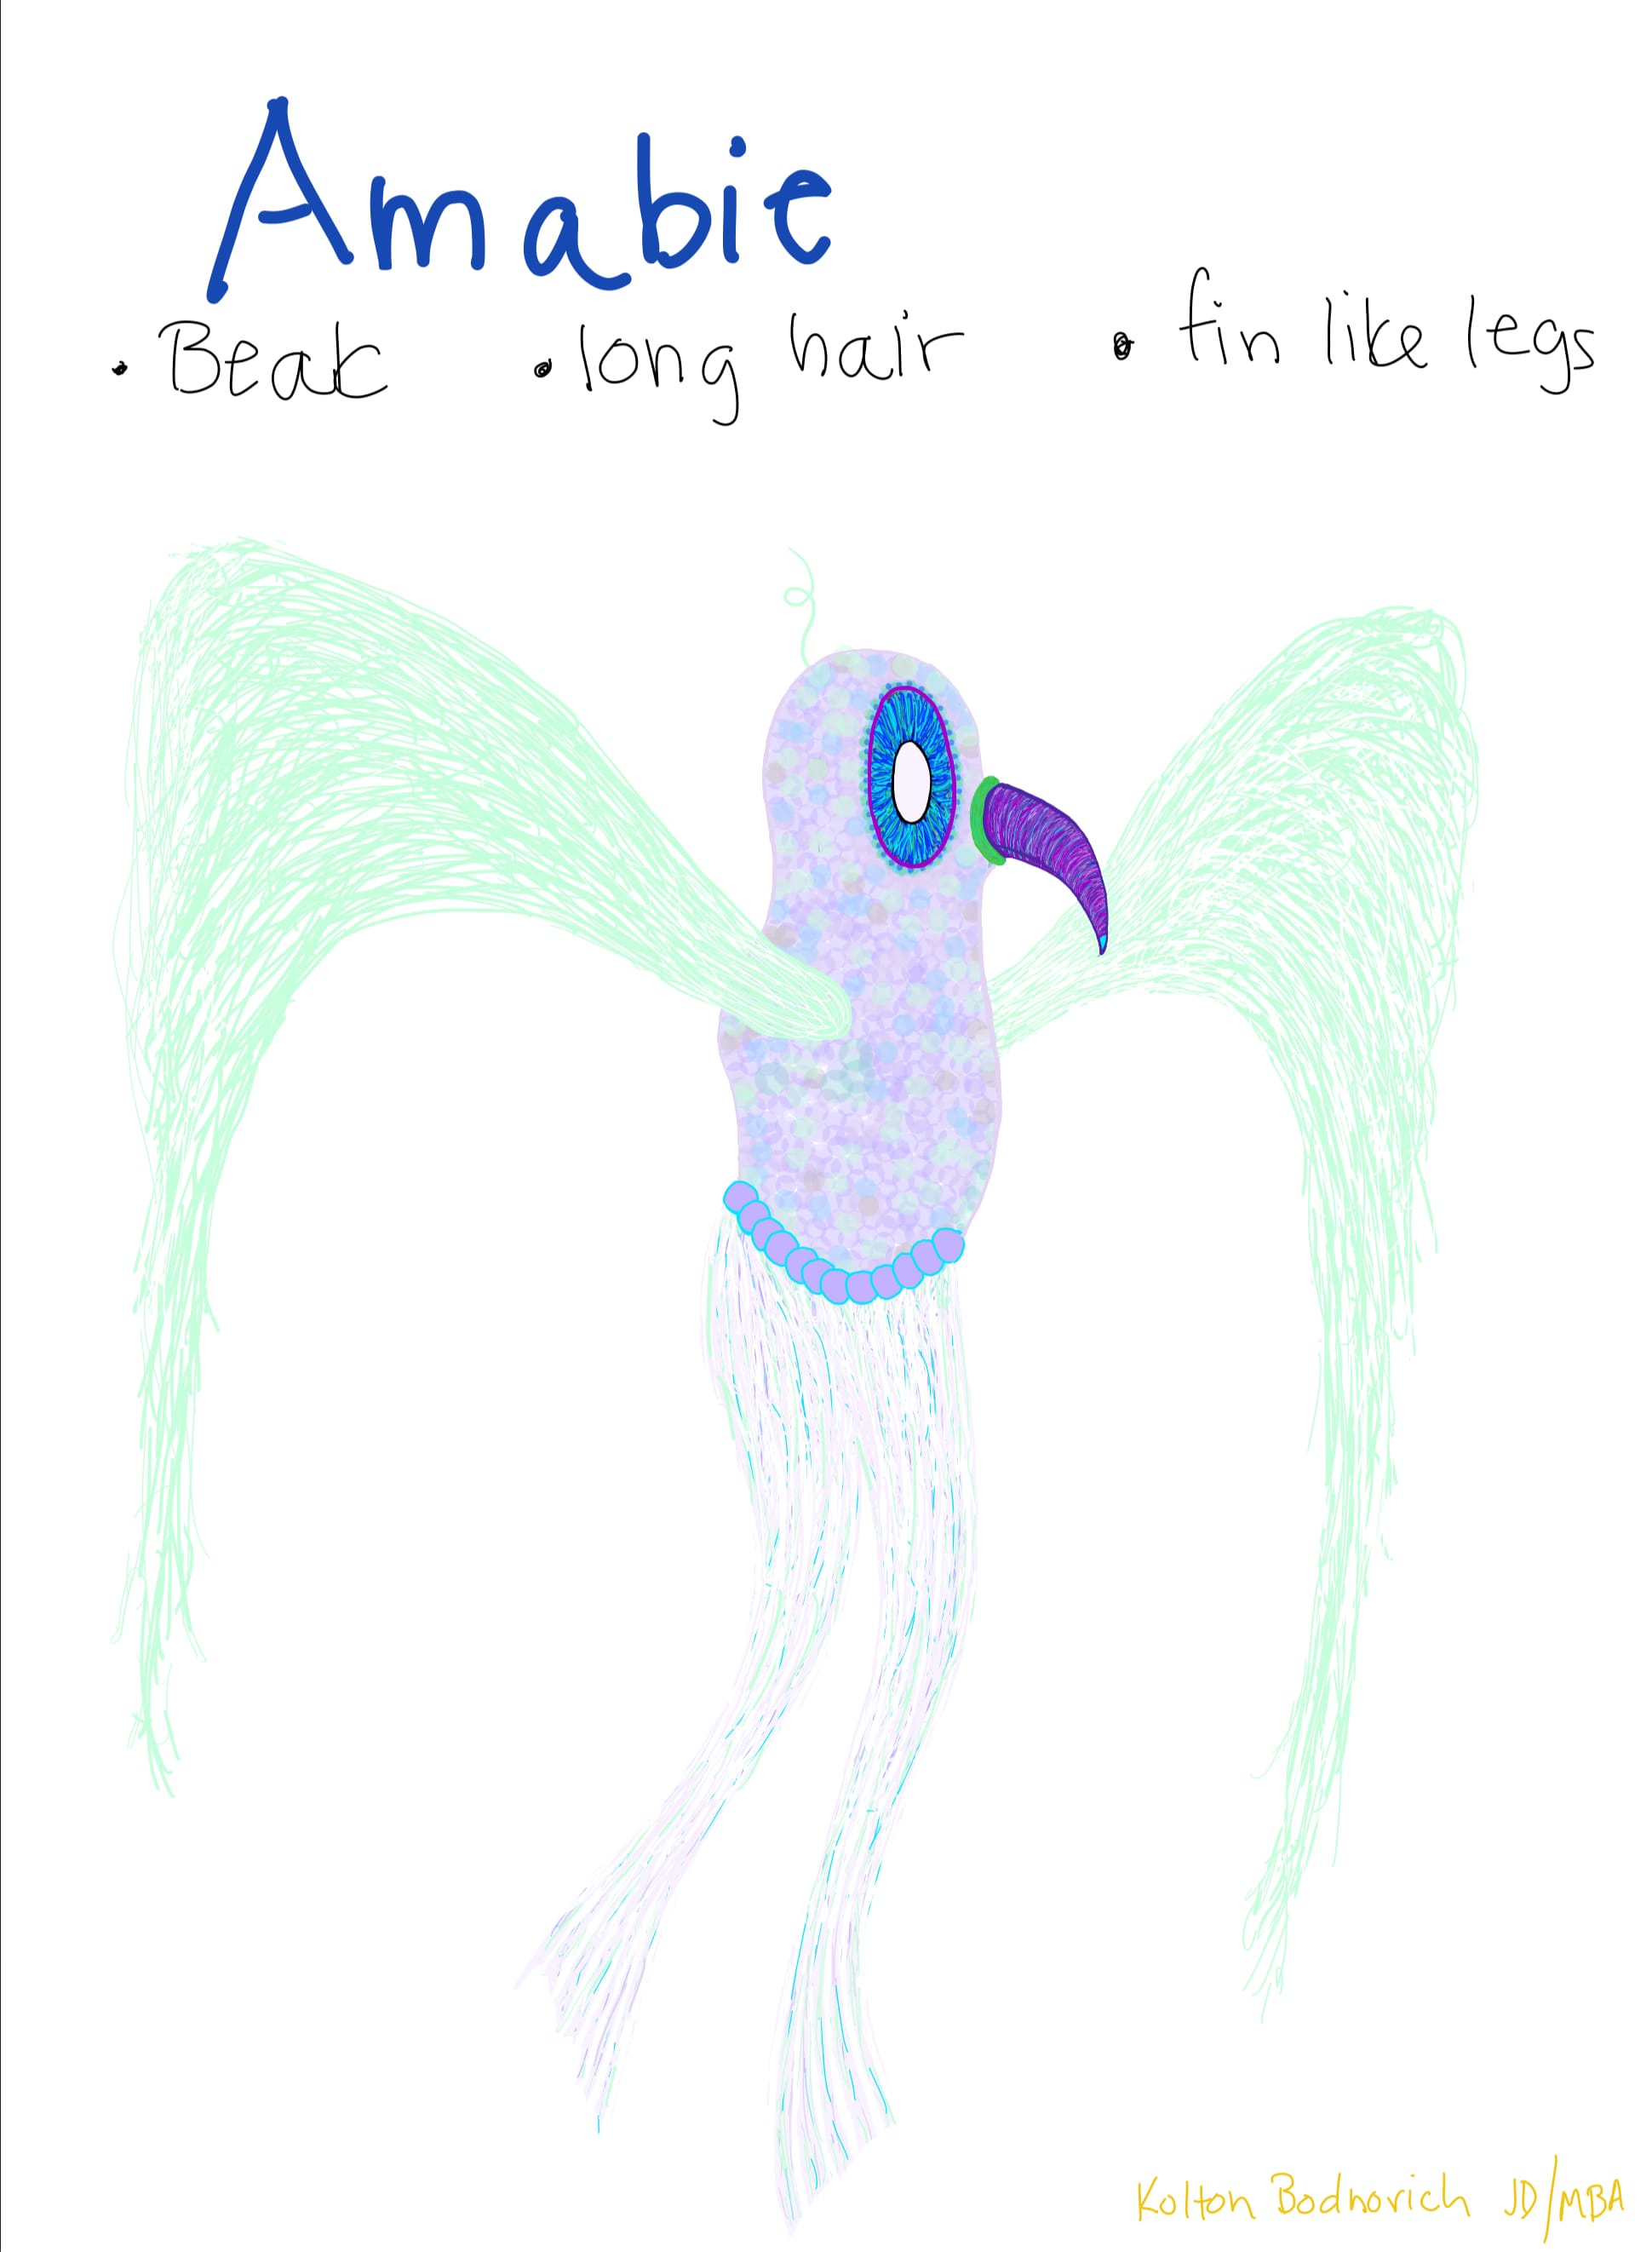 Amabie
• Beak • long hair • fin like legs
Kolton Bodnovich JD/MBA